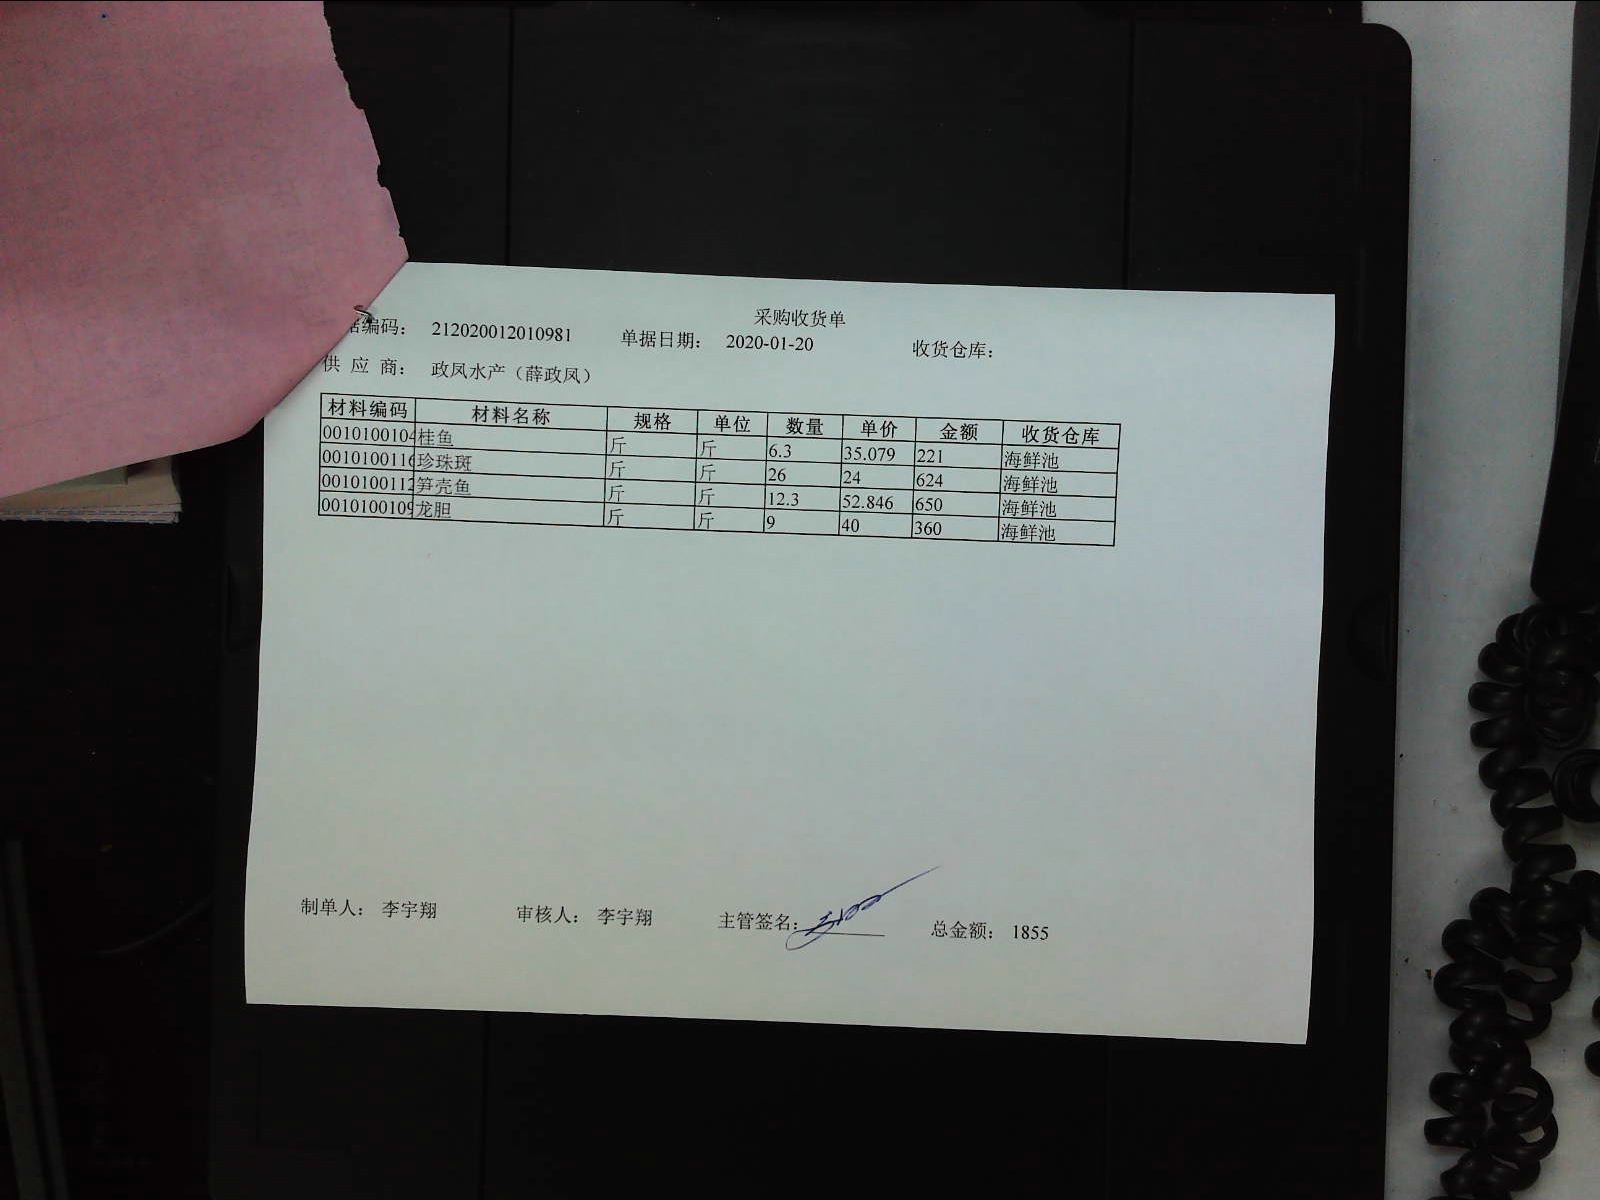 采购收货单
据编码： 212020012010981 单据日期： 2020-01-20 收货仓库：
供 应 商： 政凤水产（薛政凤）
材料编码 材料名称 规格 单位 数量 单价 金额 收货仓库
0010100104 桂鱼 斤 斤 6.3 35.079 221 海鲜池
0010100116 珍珠斑 斤 斤 26 24 624 海鲜池
0010100112 笋壳鱼 斤 斤 12.3 52.846 650 海鲜池
0010100109 龙胆 斤 斤 9 40 360 海鲜池
制单人： 李宇翔 审核人： 李宇翔 主管签名： 总金额： 1855